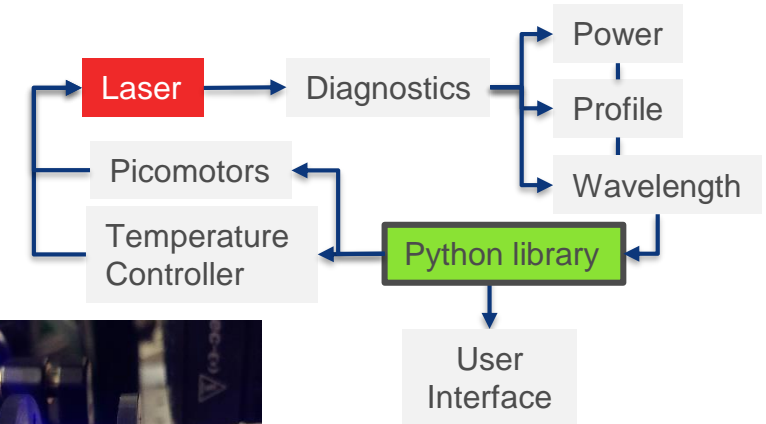 Power
Laser
Diagnostics
Profile
Picomotors
Wavelength
Temperature
Controller
Python library
User
Interface